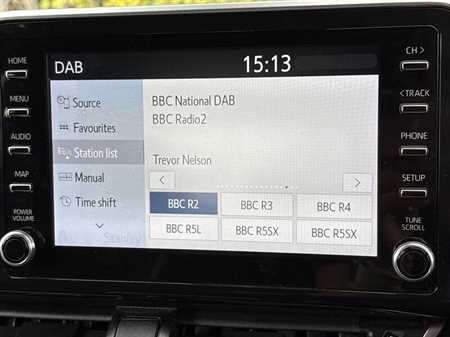 DAB 15:13
HOME
MENU
AUDIO
MAP
POWER
VOLUME
Source
Favourites
Station list
Manual
Time shift
BBC National DAB
BBC Radio2
Trevor Nelson
BBC R2 BBC R3 BBC R4
BBC R5L BBC R5SX BBC R5SX
CH >
< TRACK
PHONE
SETUP
TUNE
SCROLL